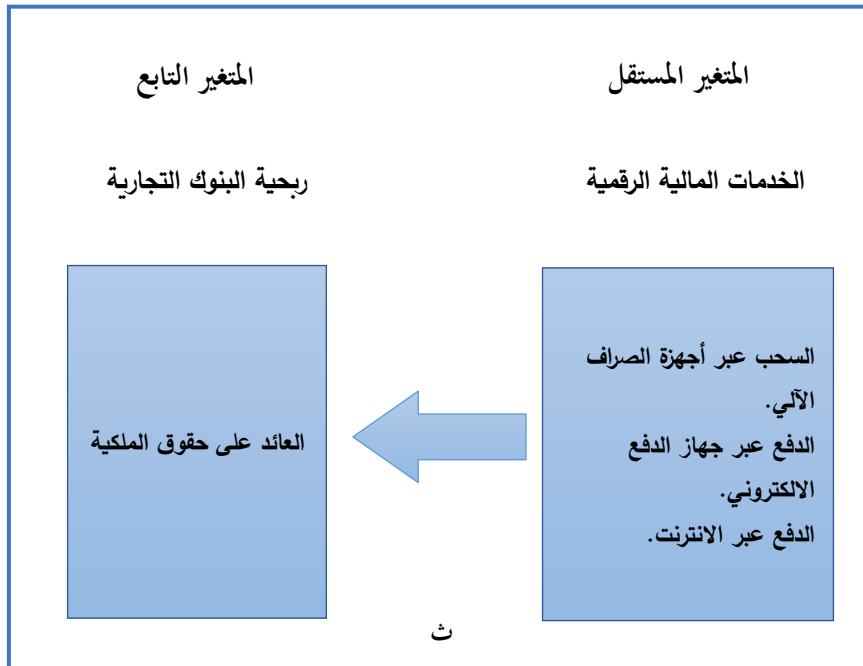 المتغير المستقل
المتغير التابع
الخدمات المالية الرقمية
ربحية البنوك التجارية
السحب عبر أجهزة الصراف
الآلي.
الدفع عبر جهاز الدفع
الالكتروني.
الدفع عبر الانترنت.
العائد على حقوق الملكية
ث